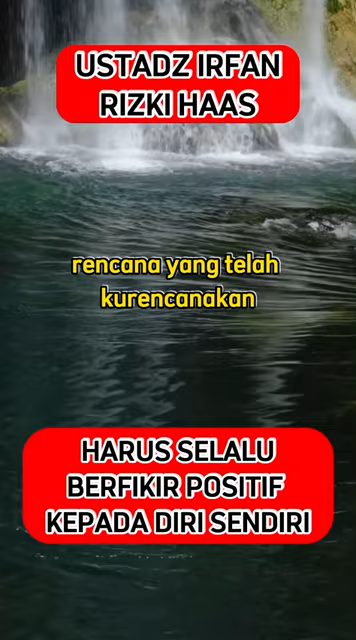 USTADZ IRFAN
RIZKI HAAS
rencana yang telah
kurencanakan
HARUS SELALU
BERFIKIR POSITIF
KEPADA DIRI SENDIRI